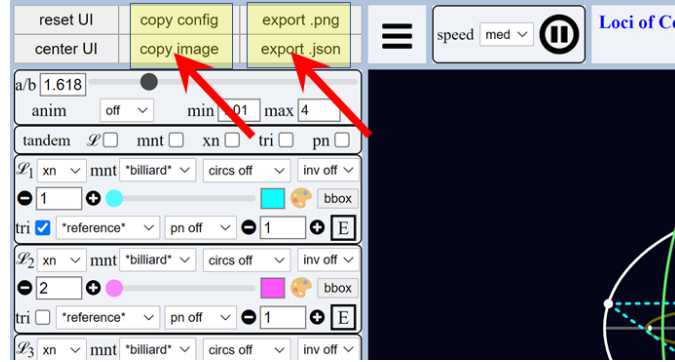 reset UI copy config export .png
center UI copy image export .json
speed med
Loci of C
a/b 1.618
anim off min 01 max 4
tandem ℒ mnt xn tri pn
ℒ1 xn mnt *billiard* circs off inv off
1 bbox
tri *reference* pn off 1 E
ℒ2 xn mnt *billiard* circs off inv off
2 bbox
tri *reference* pn off 1 E
ℒ3 xn mnt *billiard* circs off inv off